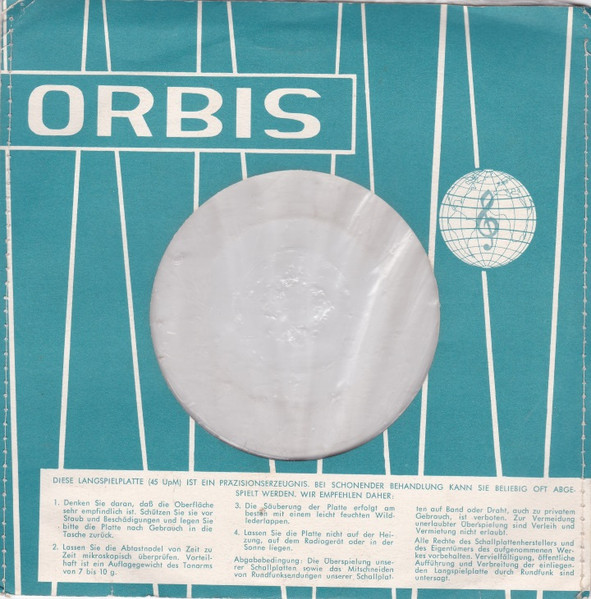 ORBIS
DIESE LANGSPIELPLATTE (45 UpM) IST EIN PRAZISIONSERZEUGNIS. BEI SCHONENDER BEHANDLUNG KANN SIE BELIEBIG OFT ABGE-
SPIELT WERDEN. WIR EMPFEHLEN DAHER:
1. Denken Sie daran, daß die Oberfläche
sehr empfindlich ist. Schützen Sie sie vor
Staub und Beschädigungen und legen Sie
bitte die Platte nach Gebrauch in die
Tasche zurück.
2. Lassen Sie die Abtastnadel von Zeit zu
Zeit mikroskopisch überprüfen. Vorteil-
haft ist ein Auflagegewicht des Tonarms
von 7 bis 10 g.
3. Die Säuberung der Platte erfolgt am
besten mit einem leicht feuchten Wild-
lederlappen.
4. Lassen Sie die Platte nicht auf der Hei-
zung, auf dem Radiogerät oder in der
Sonne liegen.
Abgabebedingung: Die Überspielung unse-
rer Schallplatten sowie das Mitschneiden
von Rundfunksendungen unserer Schallplat-
ten auf Band oder Draht, auch zu privatem
Gebrauch, ist verboten. Zur Vermeidung
unerlaubter Überspielung sind Verleih und
Vermietung nicht erlaubt.
Alle Rechte des Schallplattenherstellers und
des Eigentümers des aufgenommenen Wer-
kes vorbehalten. Vervielfältigung, öffentliche
Aufführung und Verbreitung der einliegen-
den Langspielplatte durch Rundfunk sind
untersagt.